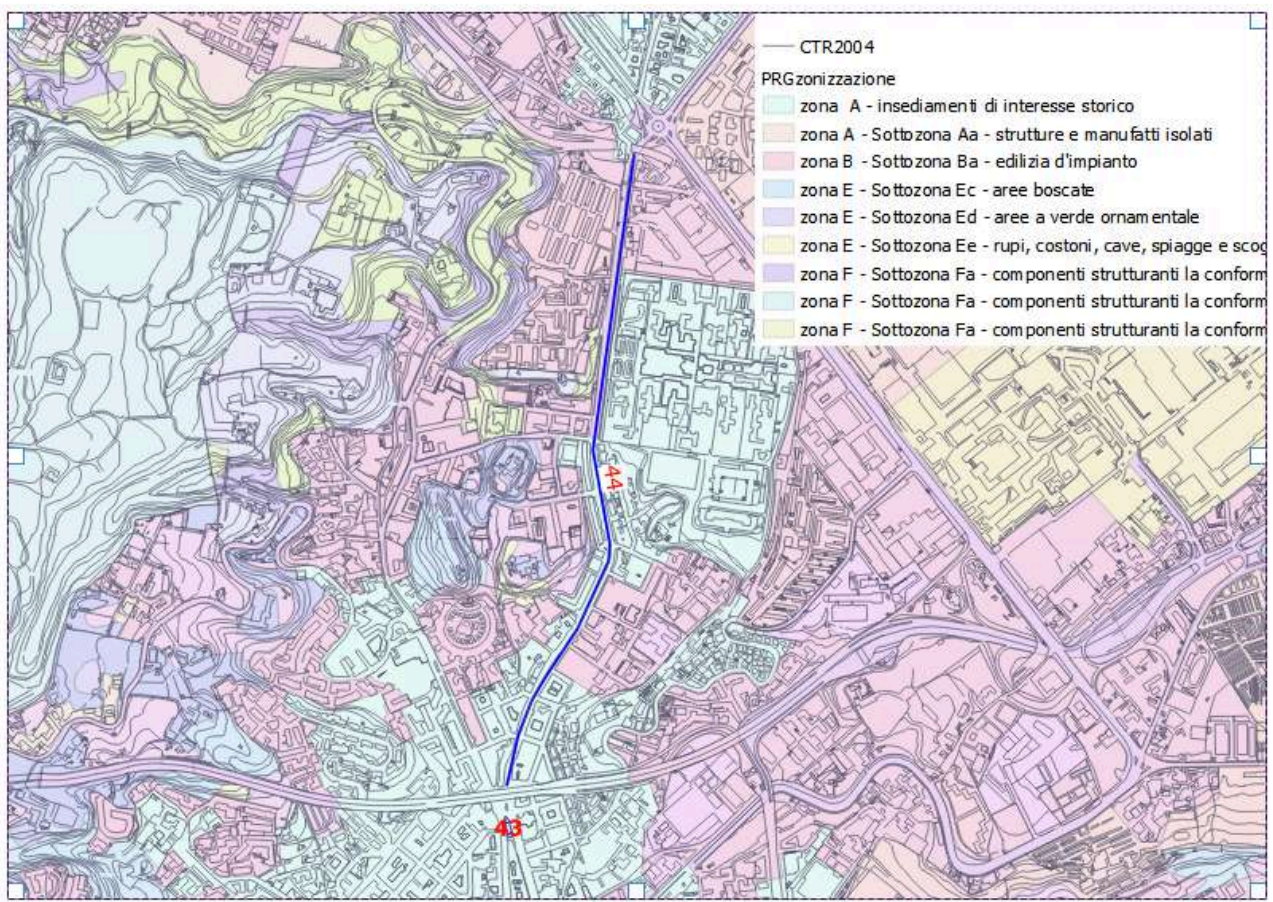 CTR2004
PRGzonizzazione
zona A - insediamenti di interesse storico
zona A - Sottozona Aa - strutture e manufatti isolati
zona B - Sottozona Ba - edilizia d'impianto
zona E - Sottozona Ec - aree boscate
zona E - Sottozona Ed - aree a verde ornamentale
zona E - Sottozona Ee - rupi, costoni, cave, spiagge e scog
zona F - Sottozona Fa - componenti strutturanti la conform
zona F - Sottozona Fa - componenti strutturanti la conform
zona F - Sottozona Fa - componenti strutturanti la conform
44
43